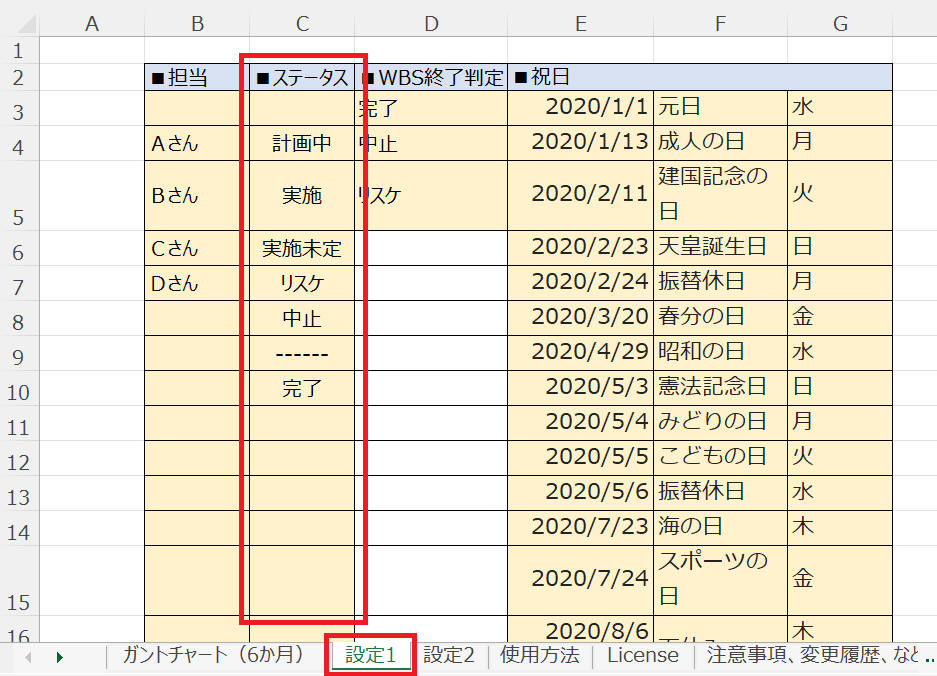 A B C D E F G
1
2 ■担当 ■ステータス ■WBS終了判定 ■祝日
3 完了 2020/1/1 元日 水
4 Aさん 計画中 中止 2020/1/13 成人の日 月
建国記念の
5 Bさん 実施 リスケ 2020/2/11 日 火
6 Cさん 実施未定 2020/2/23 天皇誕生日 日
7 Dさん リスケ 2020/2/24 振替休日 月
8 中止 2020/3/20 春分の日 金
9 ------ 2020/4/29 昭和の日 水
10 完了 2020/5/3 憲法記念日 日
11 2020/5/4 みどりの日 月
12 2020/5/5 こどもの日 火
13 2020/5/6 振替休日 水
14 2020/7/23 海の日 木
スポーツの
15 2020/7/24 日 金
16 2020/8/6 木
ガントチャート（6か月） 設定1 設定2 使用方法 License 注意事項、変更履歴、など ...